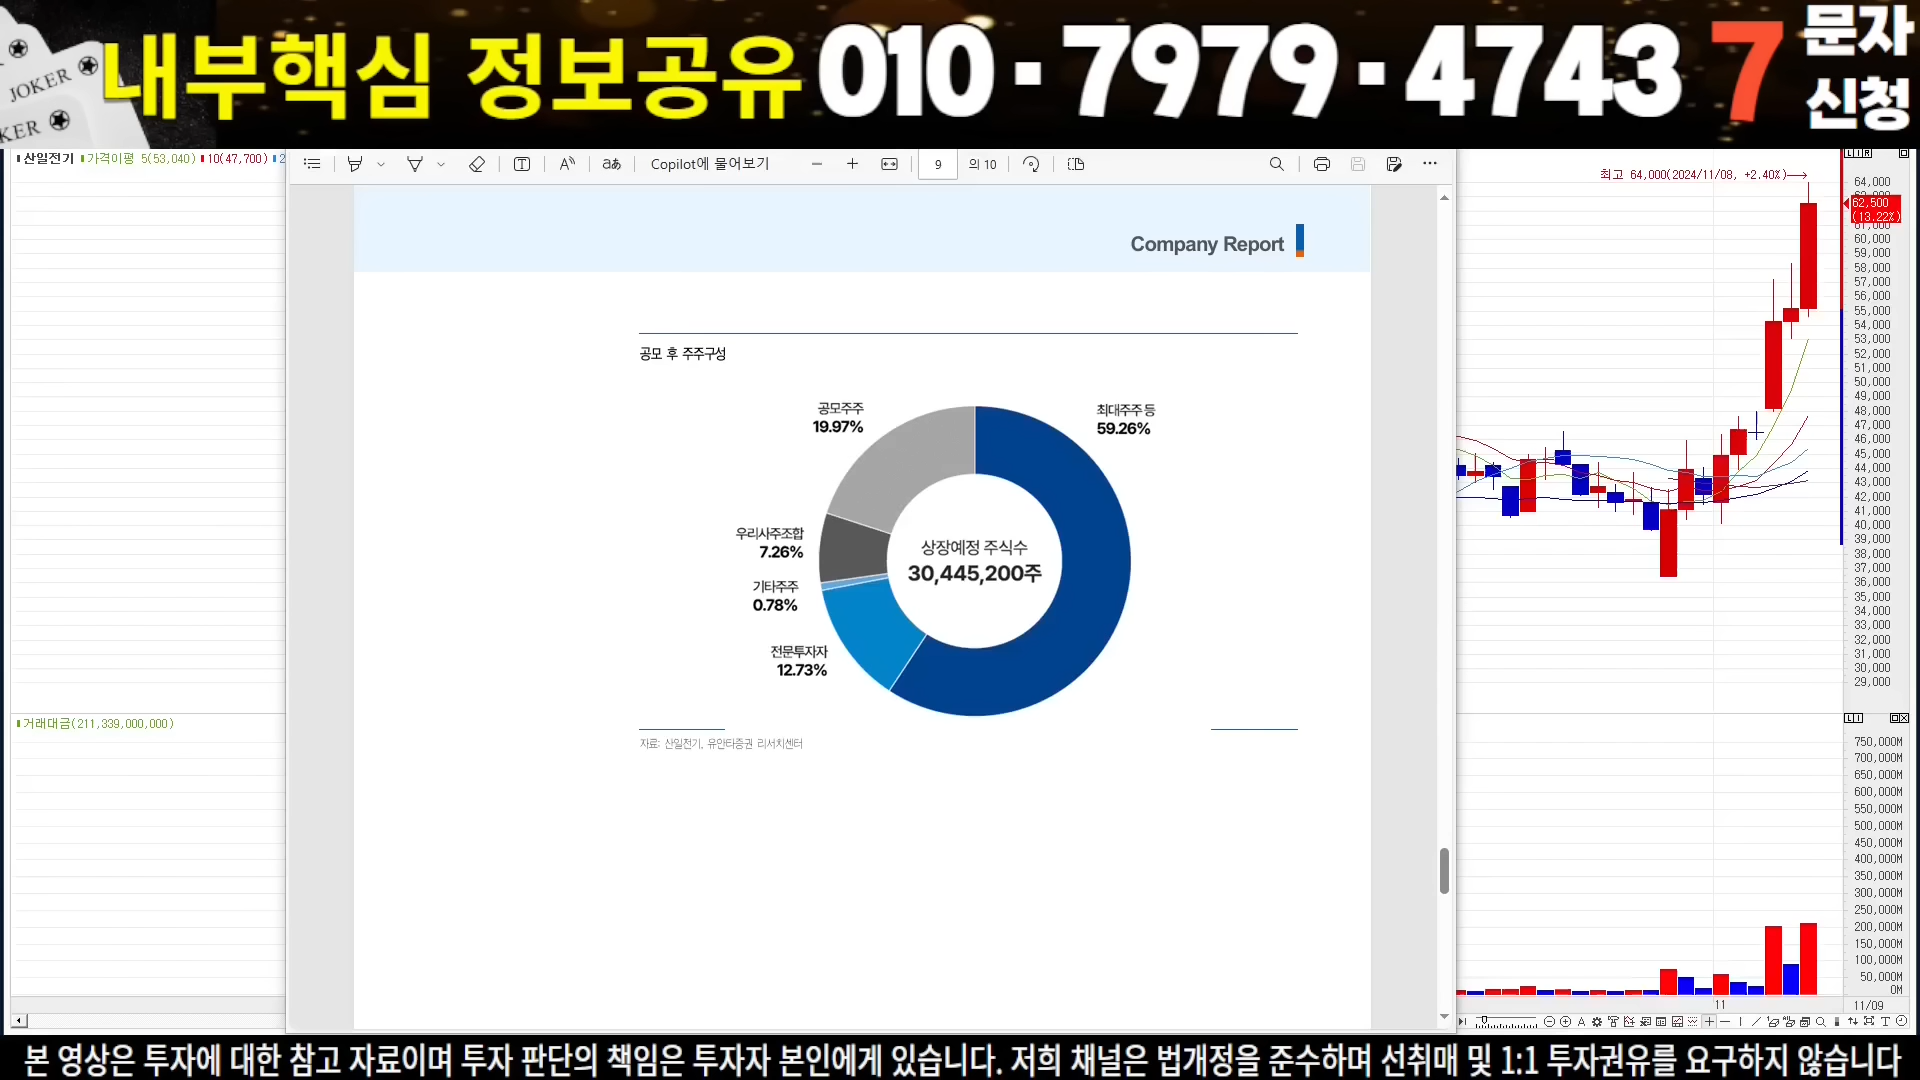 JOKER
KER
내부핵심 정보공유 010·7979·4743 7 문자
신청
산일전기 가격이평 5(53,040) 10(47,700) 2
aあ
Copilot에 물어보기
9 의 10
Company Report
공모 후 주주구성
공모주주
19.97%
최대주주 등
59.26%
우리사주조합
7.26%
기타주주
0.78%
전문투자자
12.73%
상장예정 주식수
30,445,200주
자료: 산일전기, 유안타증권 리서치센터
거래대금(211,339,000,000)
최고 64,000(2024/11/08, +2.40%)
64,000
62,500
(13.22%)
60,000
59,000
58,000
57,000
56,000
55,000
54,000
53,000
52,000
51,000
50,000
49,000
48,000
47,000
46,000
45,000
44,000
43,000
42,000
41,000
40,000
39,000
38,000
37,000
36,000
35,000
34,000
33,000
32,000
31,000
30,000
29,000
750,000M
700,000M
650,000M
600,000M
550,000M
500,000M
450,000M
400,000M
350,000M
300,000M
250,000M
200,000M
150,000M
100,000M
50,000M
0M
11
11/09
본 영상은 투자에 대한 참고 자료이며 투자 판단의 책임은 투자자 본인에게 있습니다. 저희 채널은 법개정을 준수하며 선취매 및 1:1 투자권유를 요구하지 않습니다